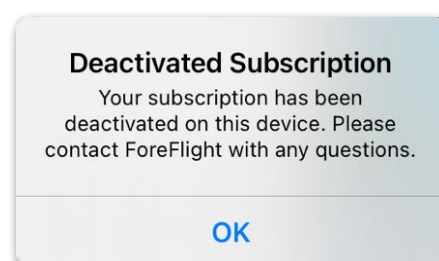 Deactivated Subscription
Your subscription has been
deactivated on this device. Please
contact ForeFlight with any questions.
OK